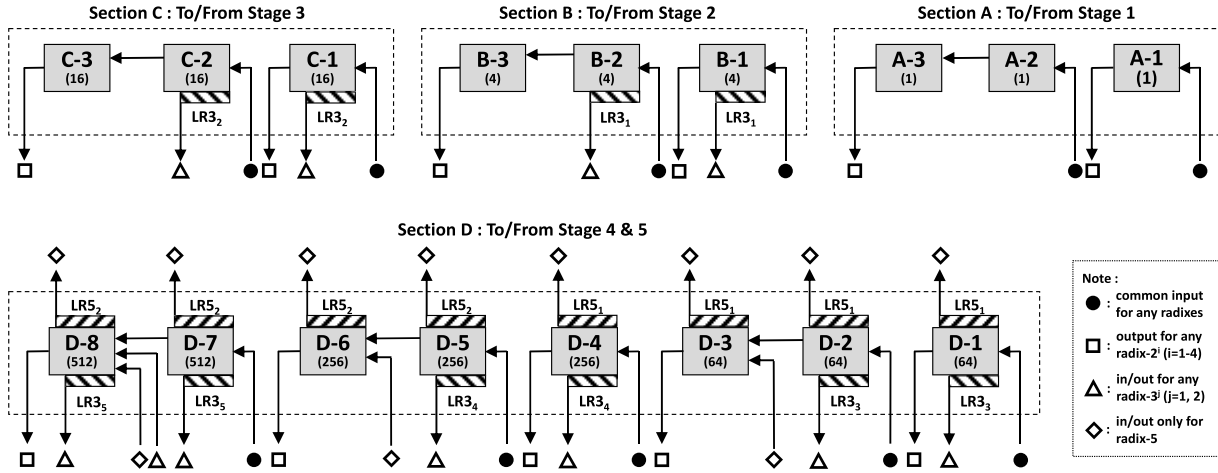 Section C : To/From Stage 3
Section B : To/From Stage 2
Section A : To/From Stage 1
C-3
(16)
C-2
(16)
LR3₂
C-1
(16)
LR3₂
B-3
(4)
B-2
(4)
LR3₁
B-1
(4)
LR3₁
A-3
(1)
A-2
(1)
A-1
(1)
Section D : To/From Stage 4 & 5
LR5₂
D-8
(512)
LR3₅
LR5₂
D-7
(512)
LR3₅
LR5₂
D-6
(256)
LR5₂
D-5
(256)
LR3₄
LR5₁
D-4
(256)
LR3₄
LR5₁
D-3
(64)
LR5₁
D-2
(64)
LR3₃
LR5₁
D-1
(64)
LR3₃
Note :
: common input
for any radixes
: output for any
radix-2ⁱ (i=1-4)
: in/out for any
radix-3ʲ (j=1, 2)
: in/out only for
radix-5